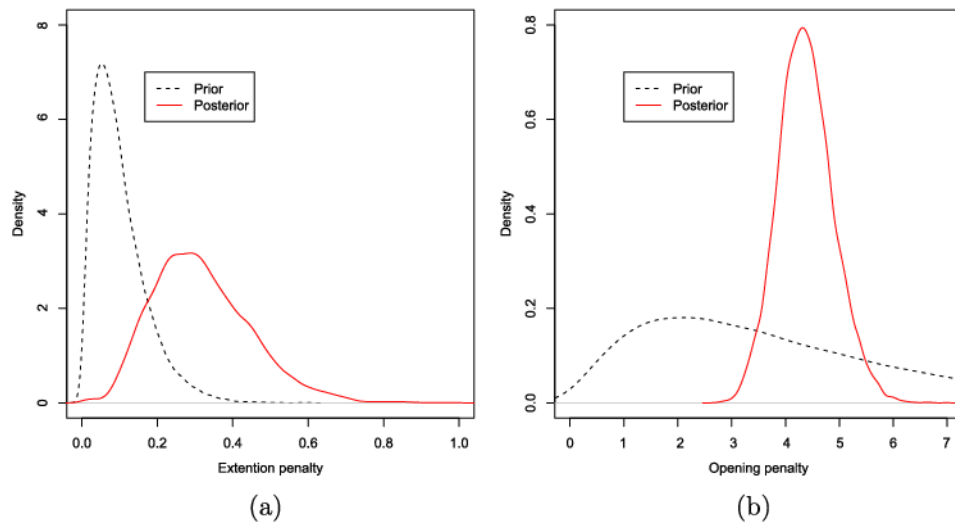 8
6
4
2
0
Density
Prior
Posterior
0.0 0.2 0.4 0.6 0.8 1.0
Extention penalty
(a)
0.8
0.6
0.4
0.2
0.0
Density
Prior
Posterior
0 1 2 3 4 5 6 7
Opening penalty
(b)